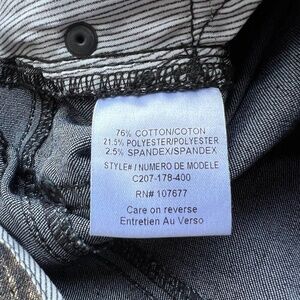 76% COTTON/COTON
21.5% POLYESTER/POLYESTER
2.5% SPANDEX/SPANDEX
STYLE# / NUMERO DE MODELE
C207-178-400
RN# 107677
Care on reverse
Entretien Au Verso